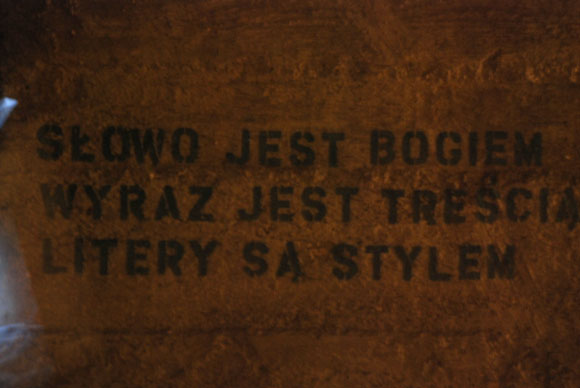 SŁOWO JEST BOGIEM
WYRAZ JEST TREŚCIĄ
LITERY SĄ STYLEM